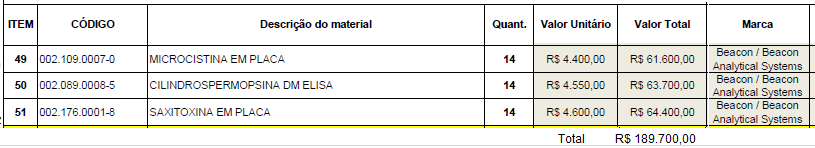 ITEM CÓDIGO Descrição do material Quant. Valor Unitário Valor Total Marca
49 002.109.0007-0 MICROCISTINA EM PLACA 14 R$ 4.400,00 R$ 61.600,00 Beacon / Beacon
Analytical Systems
50 002.089.0008-5 CILINDROSPERMOPSINA DM ELISA 14 R$ 4.550,00 R$ 63.700,00 Beacon / Beacon
Analytical Systems
51 002.176.0001-8 SAXITOXINA EM PLACA 14 R$ 4.600,00 R$ 64.400,00 Beacon / Beacon
Analytical Systems
Total R$ 189.700,00